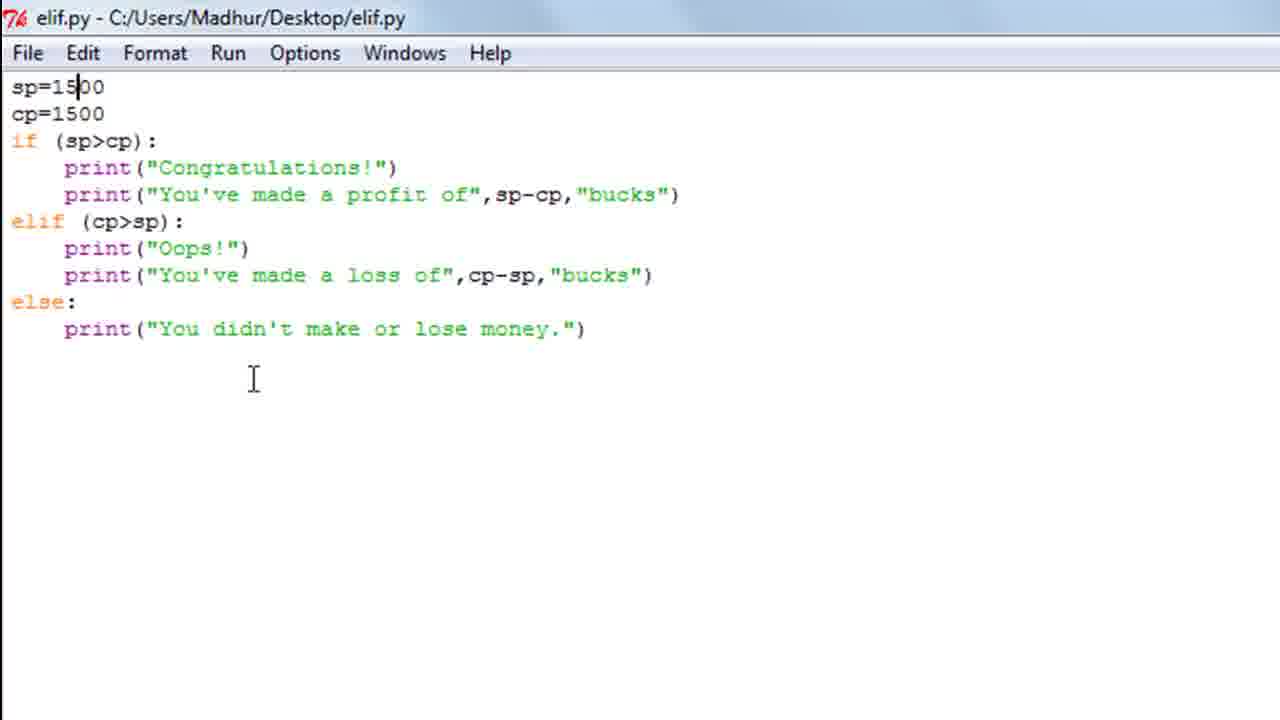 elif.py - C:/Users/Madhur/Desktop/elif.py
File Edit Format Run Options Windows Help
sp=1500
cp=1500
if (sp>cp):
    print("Congratulations!")
    print("You've made a profit of",sp-cp,"bucks")
elif (cp>sp):
    print("Oops!")
    print("You've made a loss of",cp-sp,"bucks")
else:
    print("You didn't make or lose money.")